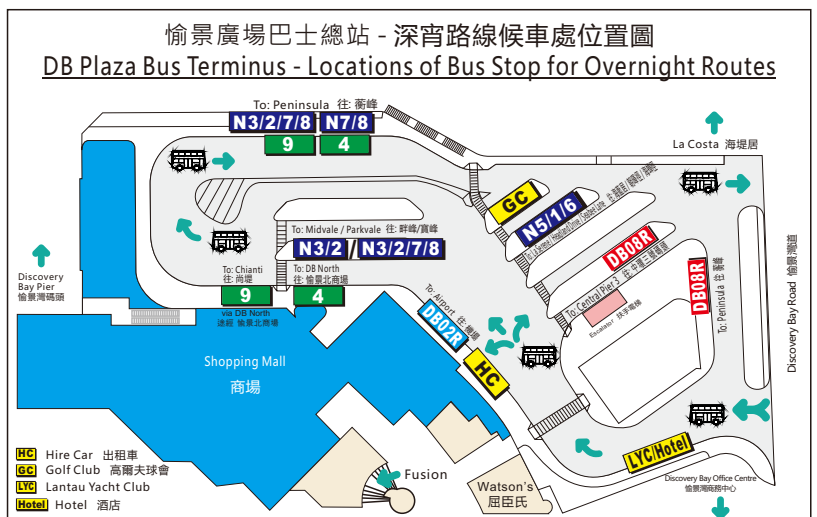 愉景廣場巴士總站 - 深宵路線候車處位置圖
DB Plaza Bus Terminus - Locations of Bus Stop for Overnight Routes
To: Peninsula 往: 蘅峰
N3/2/7/8
N7/8
9
4
La Costa 海堤居
GC
N5/1/6
To: La Serene / Headland Drive / Seabee Lane
DB08R
To: Central Pier 3
DB08R
To: Peninsula 往: 蘅峰
Discovery Bay Road 愉景灣道
Escalator 扶手電梯
To: Midvale / Parkvale 往: 畔峰/寶峰
N3/2/N3/2/7/8
To: Chianti
往: 尚堤
9
via DB North
途經 愉景北商場
To: DB North
往: 愉景北商場
4
To: Airport 往: 機場
DB02R
HC
Discovery
Bay Pier
愉景灣碼頭
Shopping Mall
商場
LYC/Hotel
Discovery Bay Office Centre
愉景灣商務中心
Fusion
Watson's
屈臣氏
HC Hire Car 出租車
GC Golf Club 高爾夫球會
LYC Lantau Yacht Club
Hotel Hotel 酒店